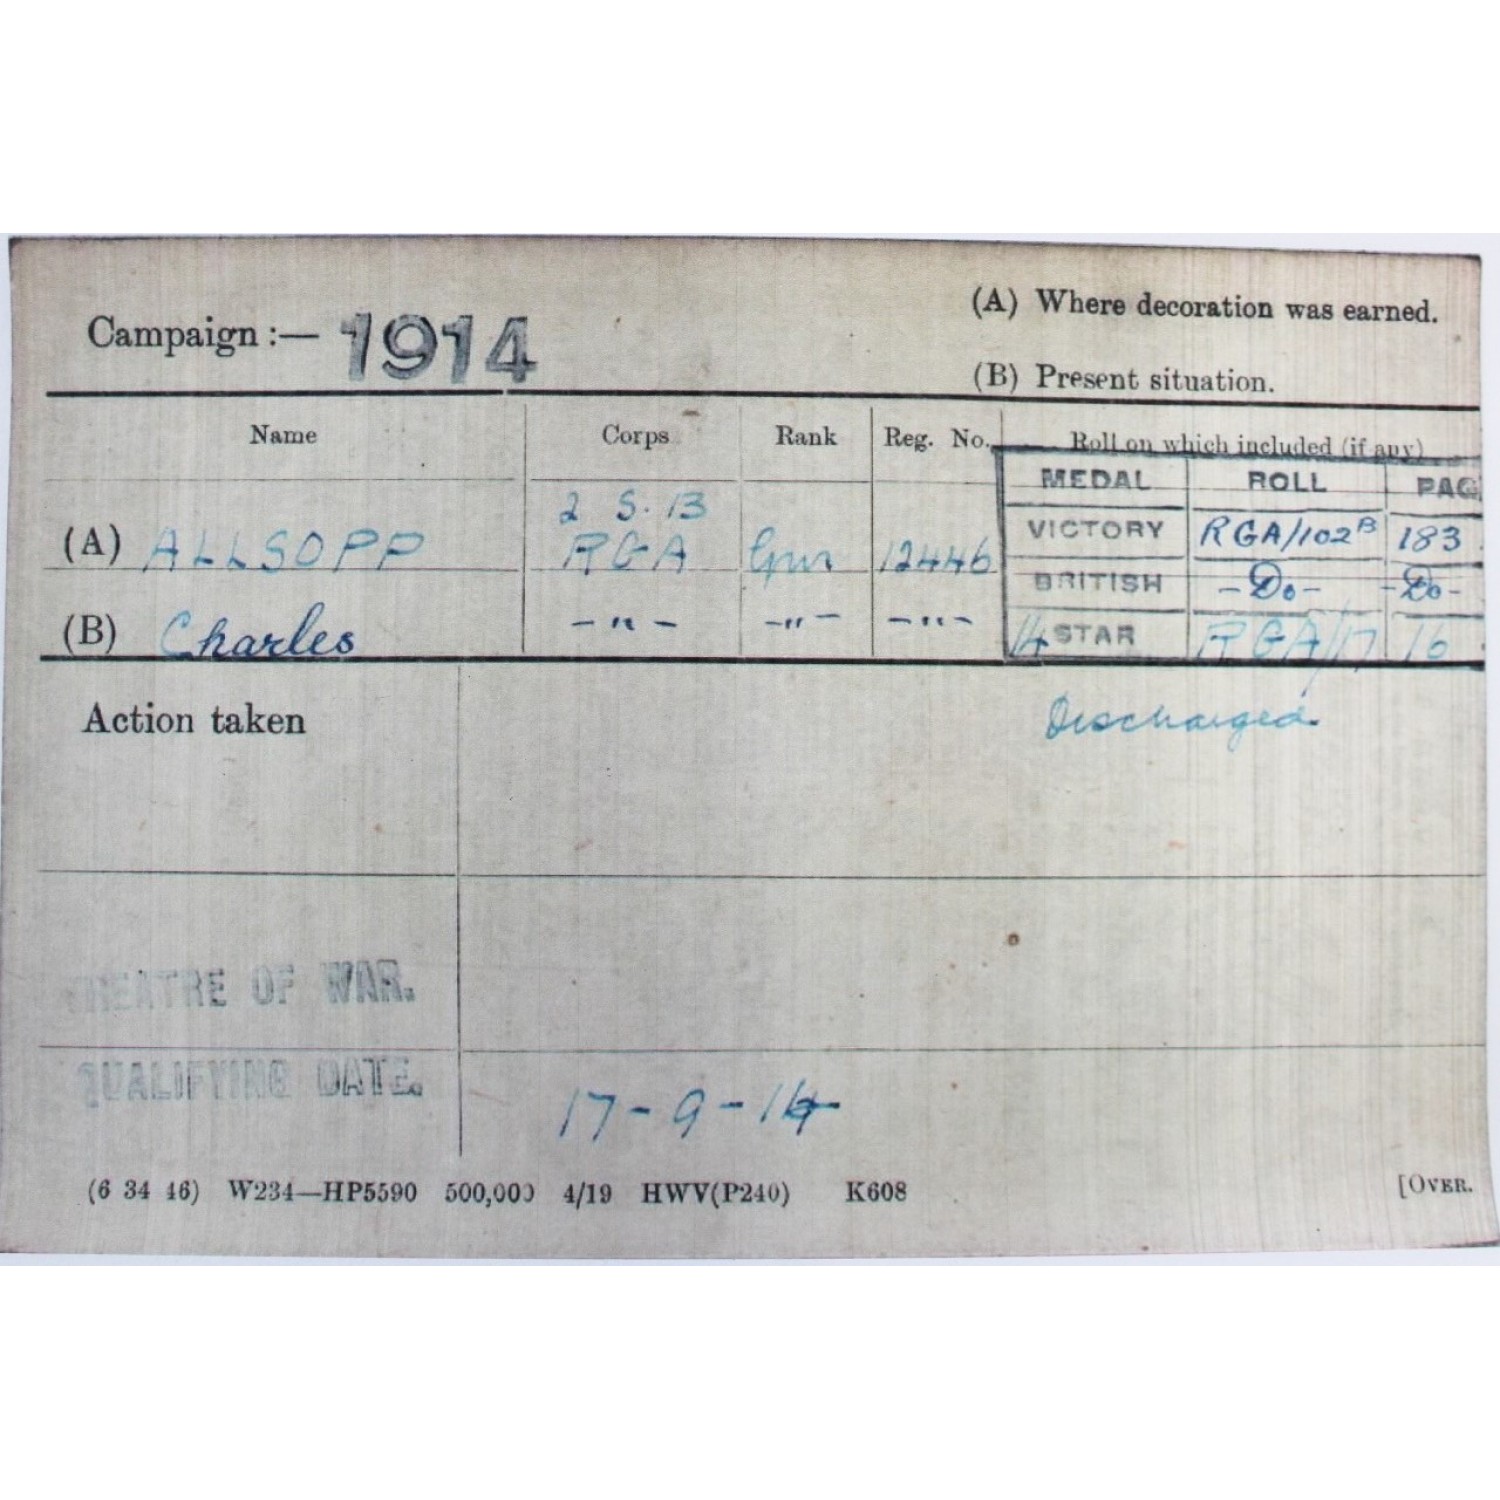 Campaign :— 1914
(A) Where decoration was earned.
(B) Present situation.
Name Corps Rank Reg. No. Roll on which included (if any)
MEDAL ROLL PAG
2 S. 13
(A) ALLSOPP RGA Gnr 12446 VICTORY RGA/102B 183
BRITISH -Do- -Do-
(B) Charles -"- -"- -"- 14 STAR RGA/17 16
Action taken Discharged
THEATRE OF WAR.
QUALIFYING DATE. 17-9-14
(6 34 46) W234—HP5590 500,000 4/19 HWV(P240) K608 [OVER.